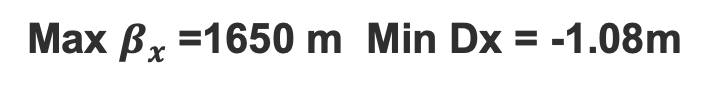 Max βₓ =1650 m Min Dx = -1.08m